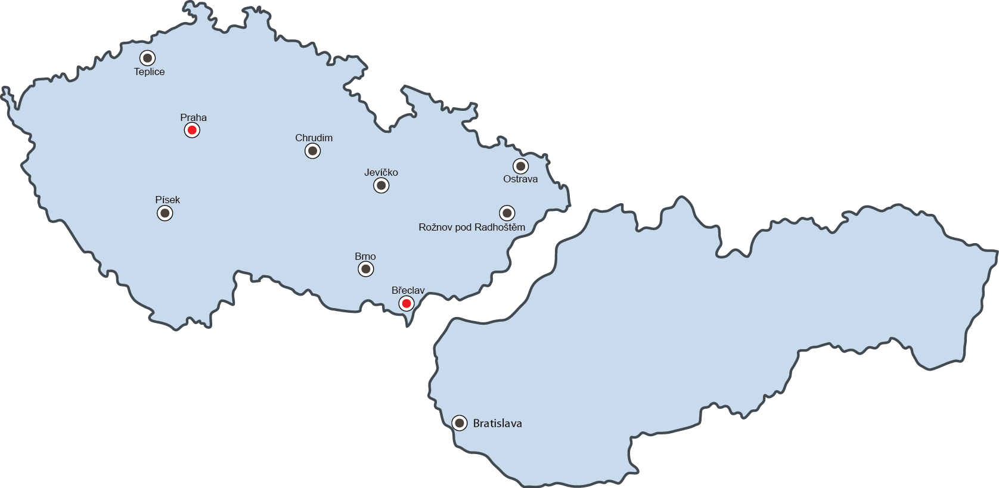 Teplice
Praha
Chrudim
Jevíčko
Ostrava
Písek
Rožnov pod Radhoštěm
Brno
Břeclav
Bratislava